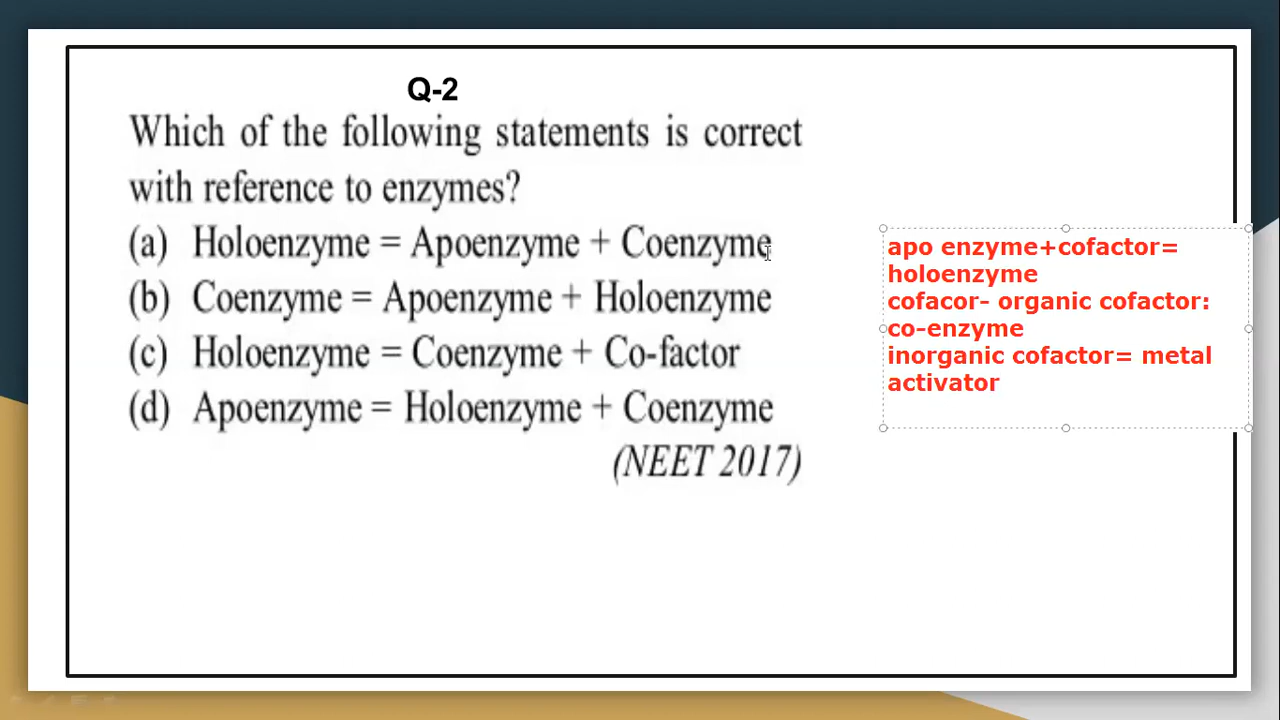 Q-2
Which of the following statements is correct
with reference to enzymes?
(a) Holoenzyme = Apoenzyme + Coenzyme
(b) Coenzyme = Apoenzyme + Holoenzyme
(c) Holoenzyme = Coenzyme + Co-factor
(d) Apoenzyme = Holoenzyme + Coenzyme
(NEET 2017)
apo enzyme+cofactor=
holoenzyme
cofacor- organic cofactor:
co-enzyme
inorganic cofactor= metal
activator